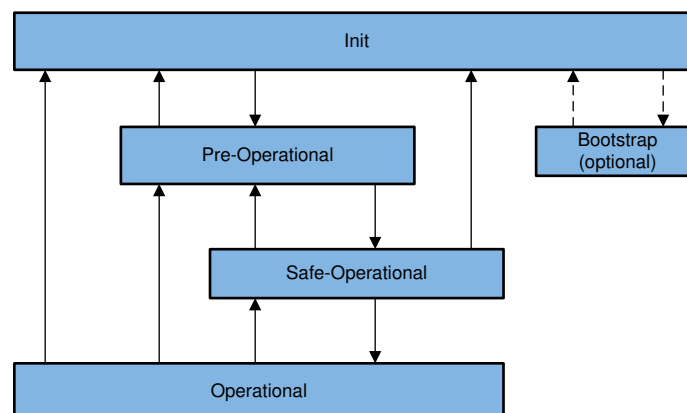 Init
Pre-Operational
Bootstrap
(optional)
Safe-Operational
Operational